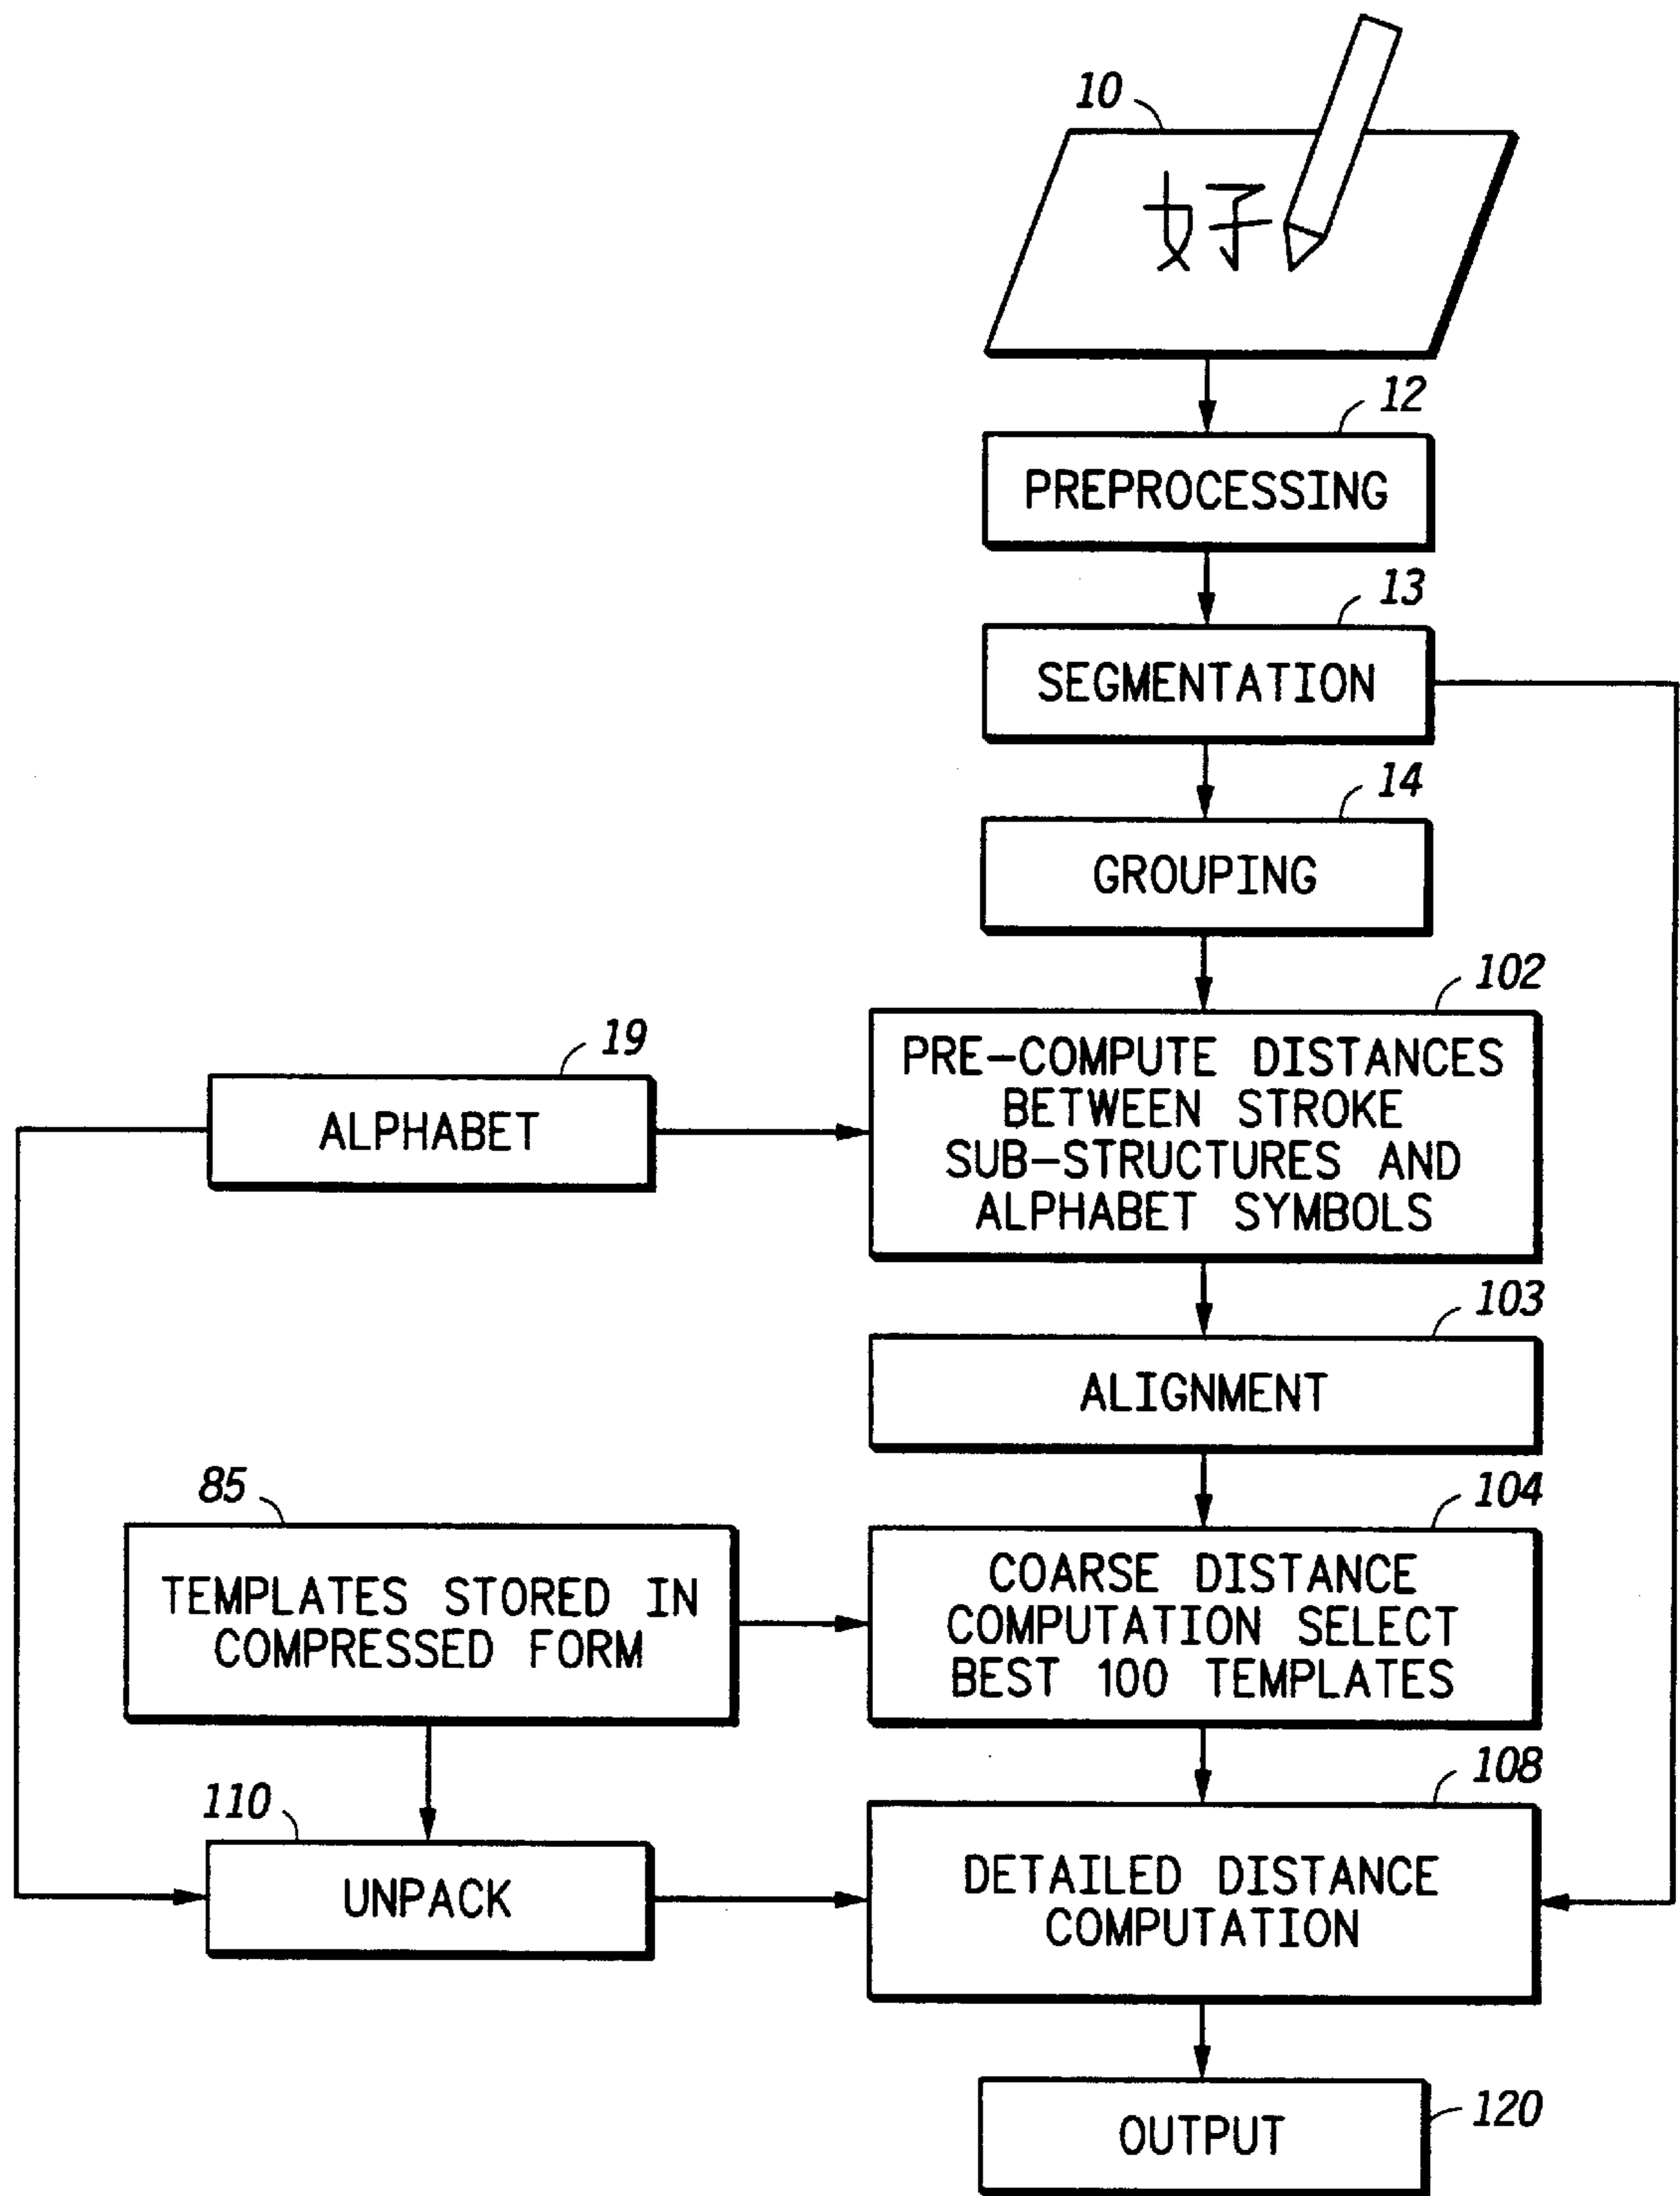 10
好
12
PREPROCESSING
13
SEGMENTATION
14
GROUPING
102
PRE-COMPUTE DISTANCES
BETWEEN STROKE
SUB-STRUCTURES AND
ALPHABET SYMBOLS
19
ALPHABET
103
ALIGNMENT
85
TEMPLATES STORED IN
COMPRESSED FORM
104
COARSE DISTANCE
COMPUTATION SELECT
BEST 100 TEMPLATES
110
UNPACK
108
DETAILED DISTANCE
COMPUTATION
OUTPUT
120